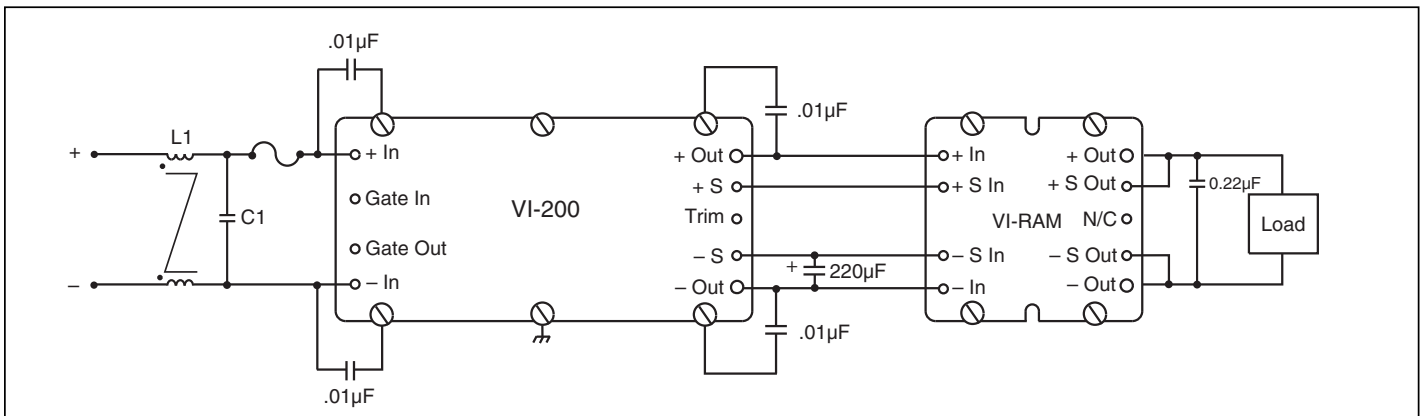 .01µF
L1
+
C1
–
.01µF
+ In
Gate In
Gate Out
– In
VI-200
+ Out
+ S
Trim
– S
– Out
.01µF
+
220µF
.01µF
+ In
+ S In
– S In
– In
VI-RAM
+ Out
+ S Out
N/C
– S Out
– Out
0.22µF
Load